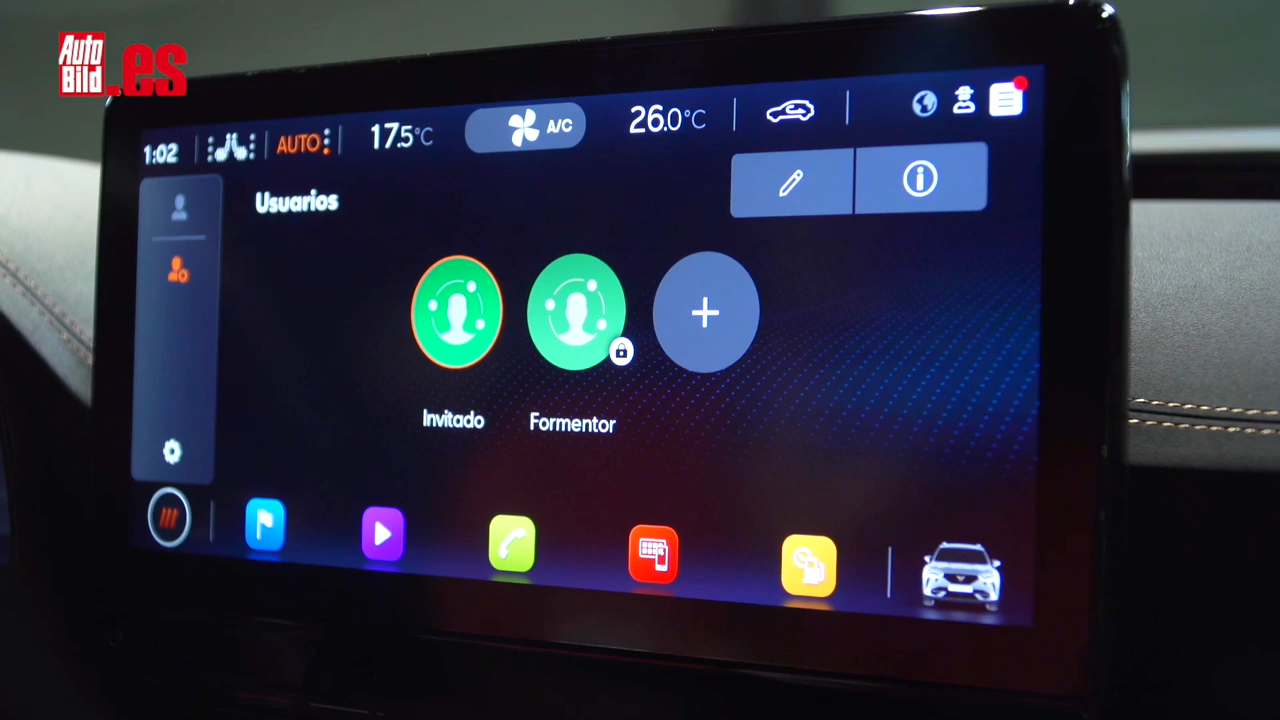 Auto
Bild
.es
1:02
AUTO
17.5°C
A/C
26.0°C
Usuarios
Invitado
Formentor